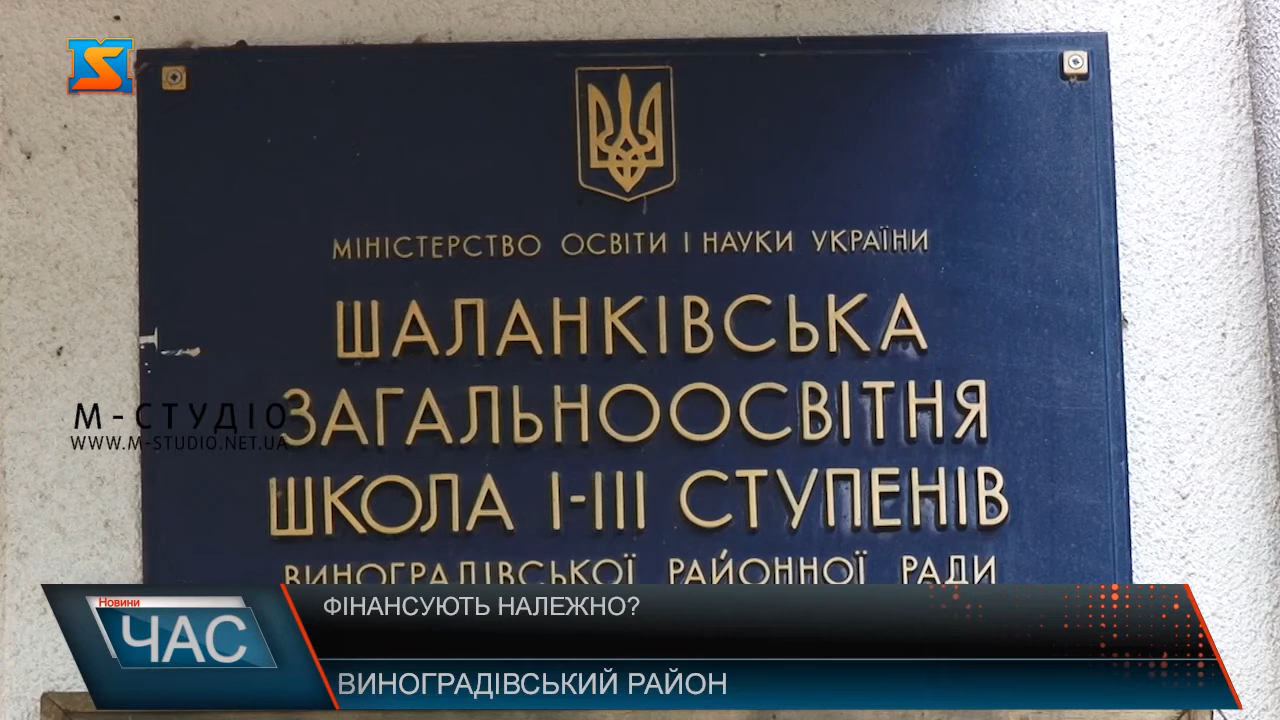 МІНІСТЕРСТВО ОСВІТИ І НАУКИ УКРАЇНИ
ШАЛАНКІВСЬКА
ЗАГАЛЬНООСВІТНЯ
М-СТУДІО
WWW.M-STUDIO.NET.UA
ШКОЛА І-ІІІ СТУПЕНІВ
ВИНОГРАДІВСЬКОЇ РАЙОННОЇ РАДИ
Новини
ЧАС
ФІНАНСУЮТЬ НАЛЕЖНО?
ВИНОГРАДІВСЬКИЙ РАЙОН